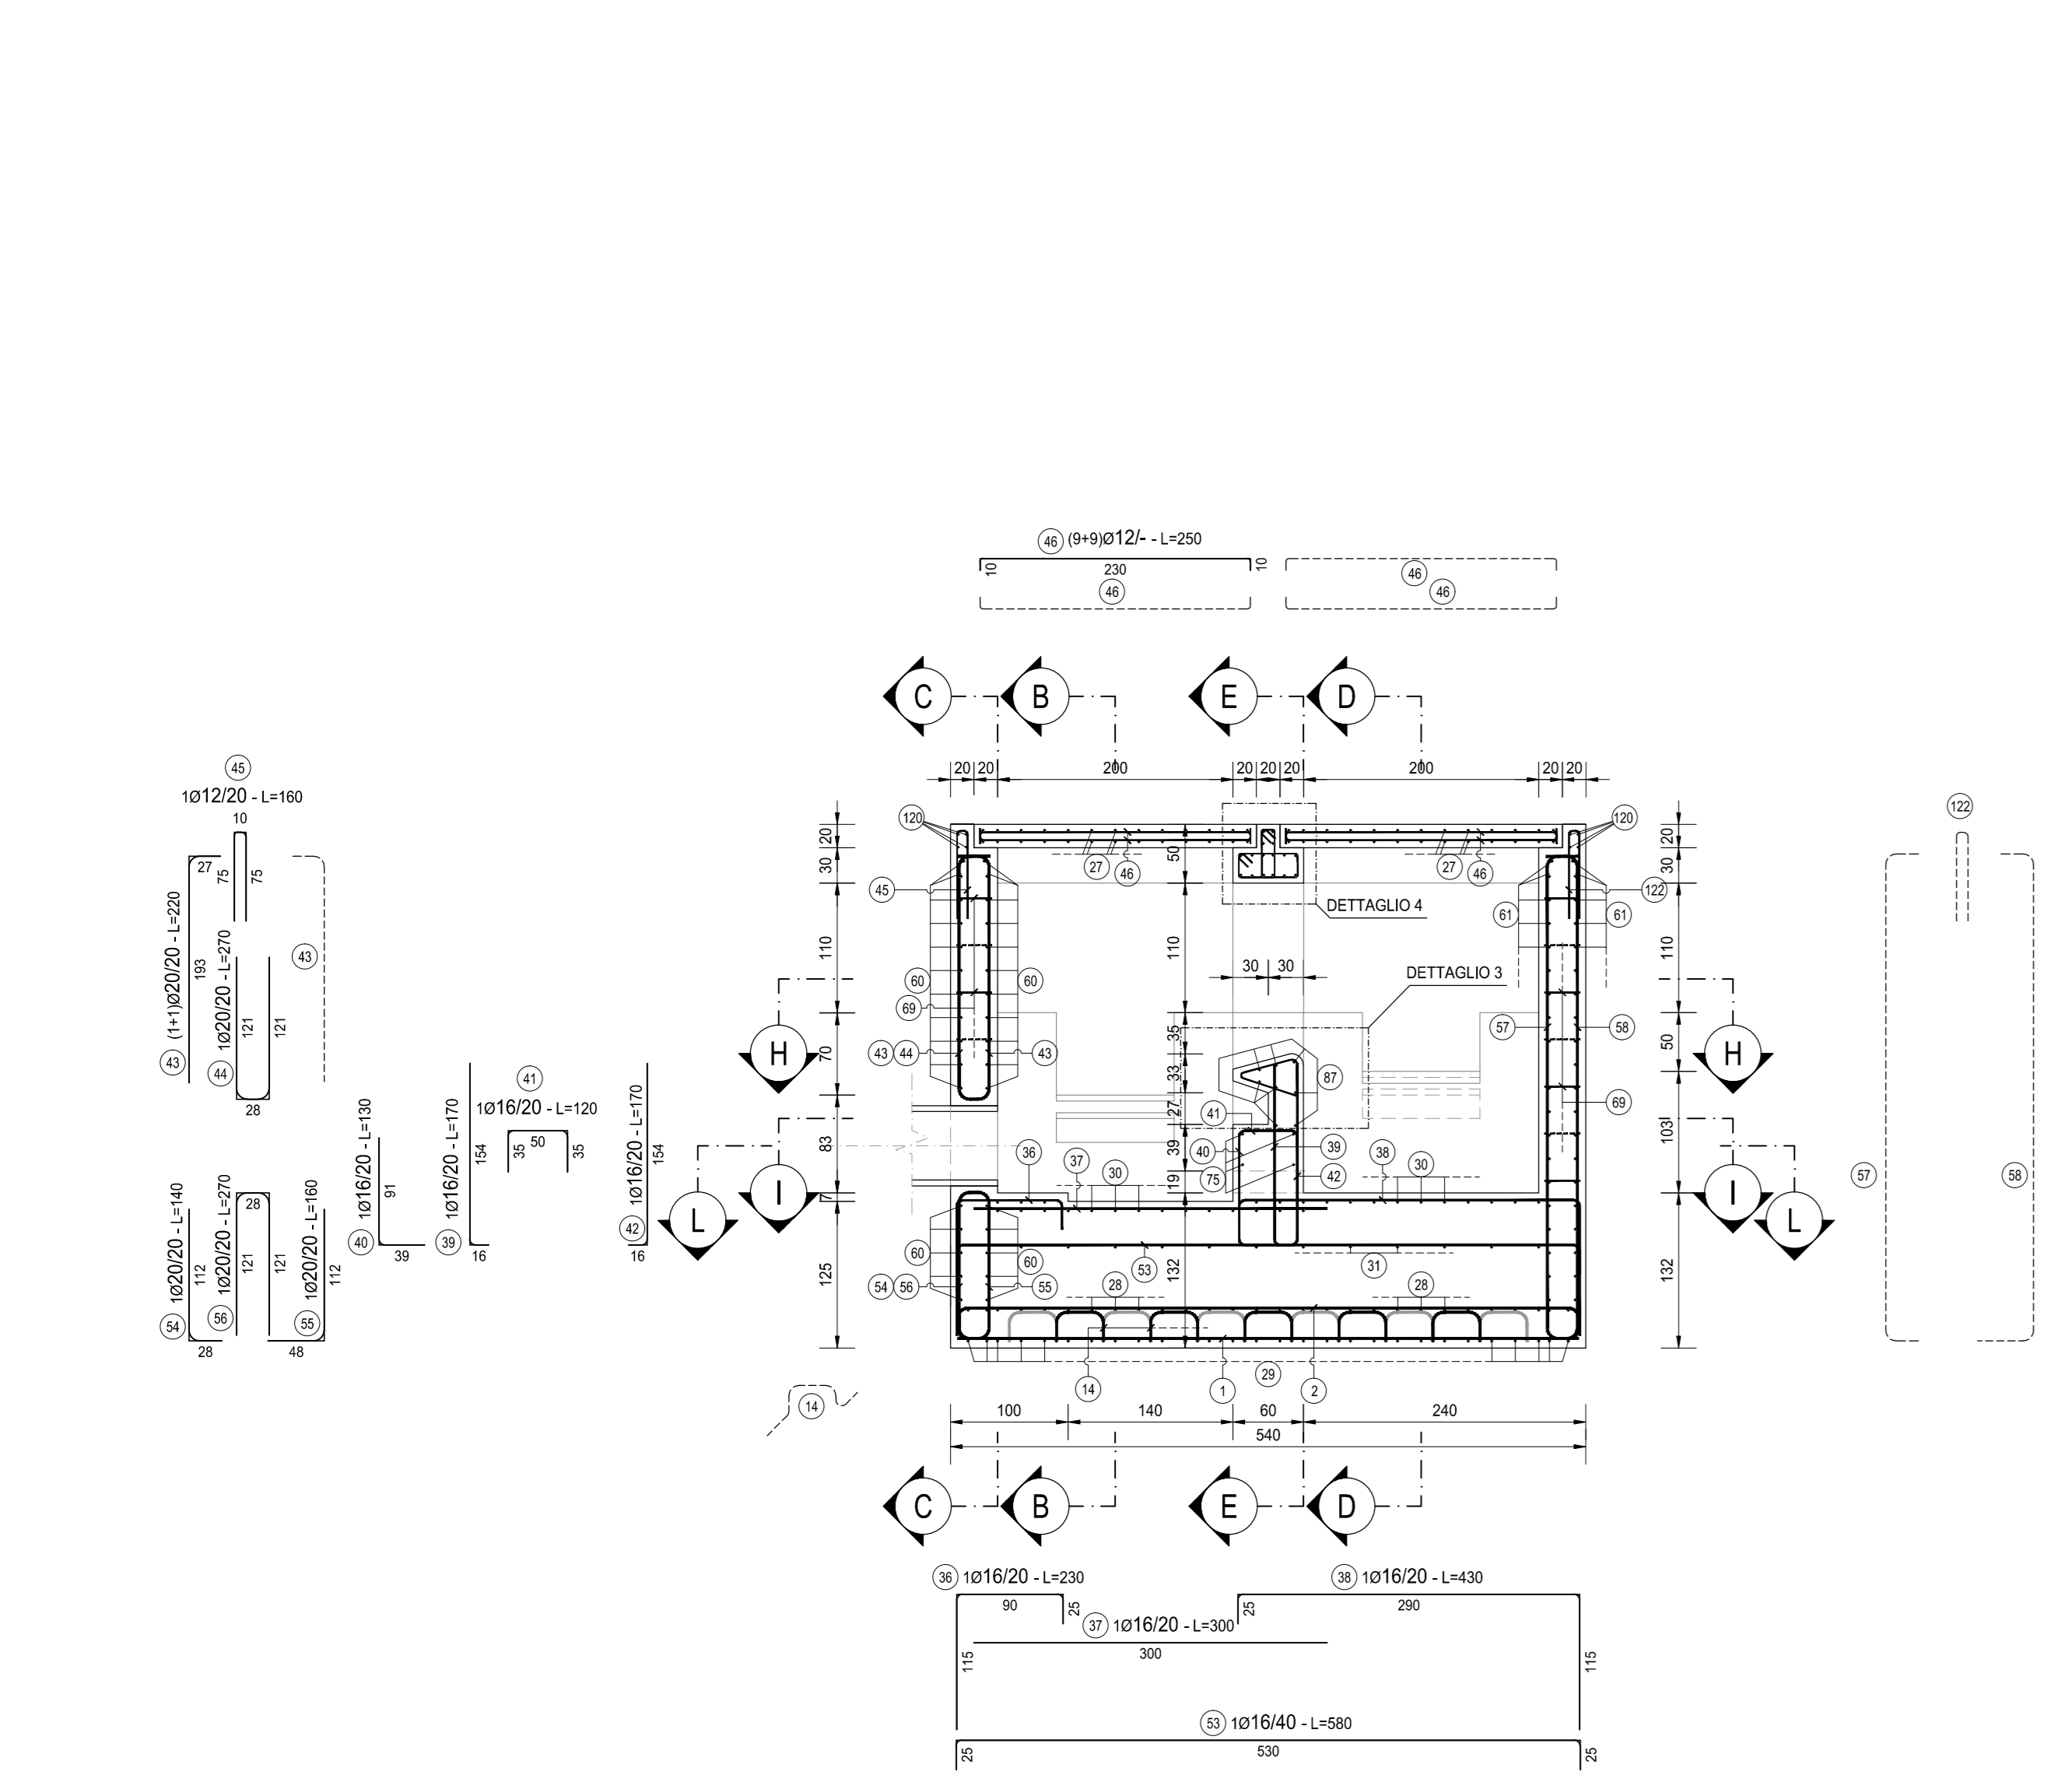 46 (9+9)Ø12/- - L=250
10 230 10
46 46
46
C B E D
20 20 200 20 20 20 200 20 20
45
1Ø12/20 - L=160
10
27 75 75
43 (1+1)Ø20/20 - L=220
193
44 1Ø20/20 - L=270
121 121
28
43
54 1Ø20/20 - L=140
112
28
56 1Ø20/20 - L=270
28
121 121
55 1Ø20/20 - L=160
112
48
40 1Ø16/20 - L=130
91
39
39 1Ø16/20 - L=170
154
16
41
1Ø16/20 - L=120
35 50 35
42 1Ø16/20 - L=170
154
16
H
I
L
20
30
110
70
83
7
125
120
45
60 60
69
43 44 43
60 60
54 56 55
27 46
27 46
50
110
35
33
27
39
19
132
30 30
DETTAGLIO 4
DETTAGLIO 3
87
41
40
75
39
42
36 37 30
38 30
53
31
28 28
14 1 29 2
14
120
122
61 61
57 58
69
20
30
110
50
103
132
H
I
L
122
57 58
100 140 60 240
540
C B E D
36 1Ø16/20 - L=230
90 25
115
38 1Ø16/20 - L=430
25 290
115
37 1Ø16/20 - L=300
300
53 1Ø16/40 - L=580
25 530 25